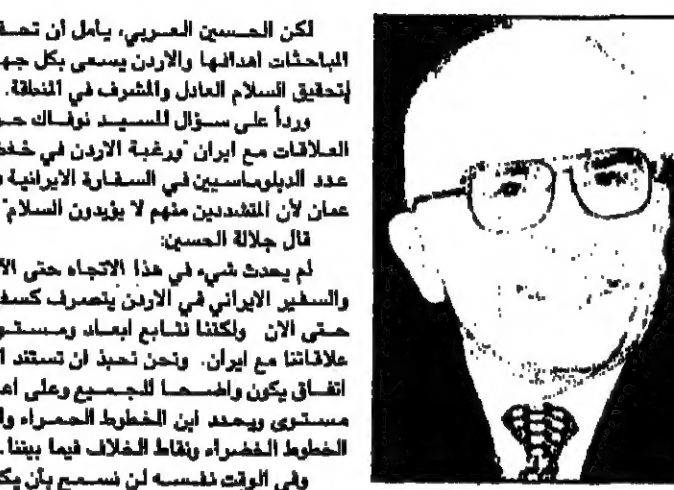 لكن الحسين العربي، يأمل أن تحقق
المباحثات اهدافها والاردن يسعى بكل جهد
لتحقيق السلام العادل والمشرف في المنطقة.
ورداً على سؤال للسيد نوفاك
العلاقات مع ايران "ورغبة الاردن في
عدد الدبلوماسيين في السفارة الايرانية
عمان لأن المتشددين منهم لا يؤيدون السلام"
قال جلالة الحسين:
لم يحدث شيء في هذا الاتجاه حتى
والسفير الايراني في الاردن يتصرف
حتى الان ولكننا نتابع ابعاد
علاقاتنا مع ايران. ونحن نحبذ ان تستند
اتفاق يكون واضحا للجميع وعلى
مستوى ويحدد اين الخطوط الحمراء
الخطوط الخضراء ونقاط الخلاف فيما بيننا.
وفي الوقت نفسه لن نسمح بأن